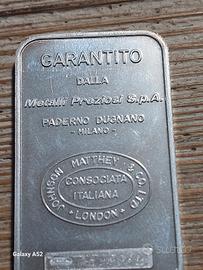 GARANTITO
DALLA
Metalli Preziosi S.p.A.
PADERNO DUGNANO
- MILANO -
JOHNSON MATTHEY & CO. LTD
CONSOCIATA
ITALIANA
LONDON
Galaxy A52